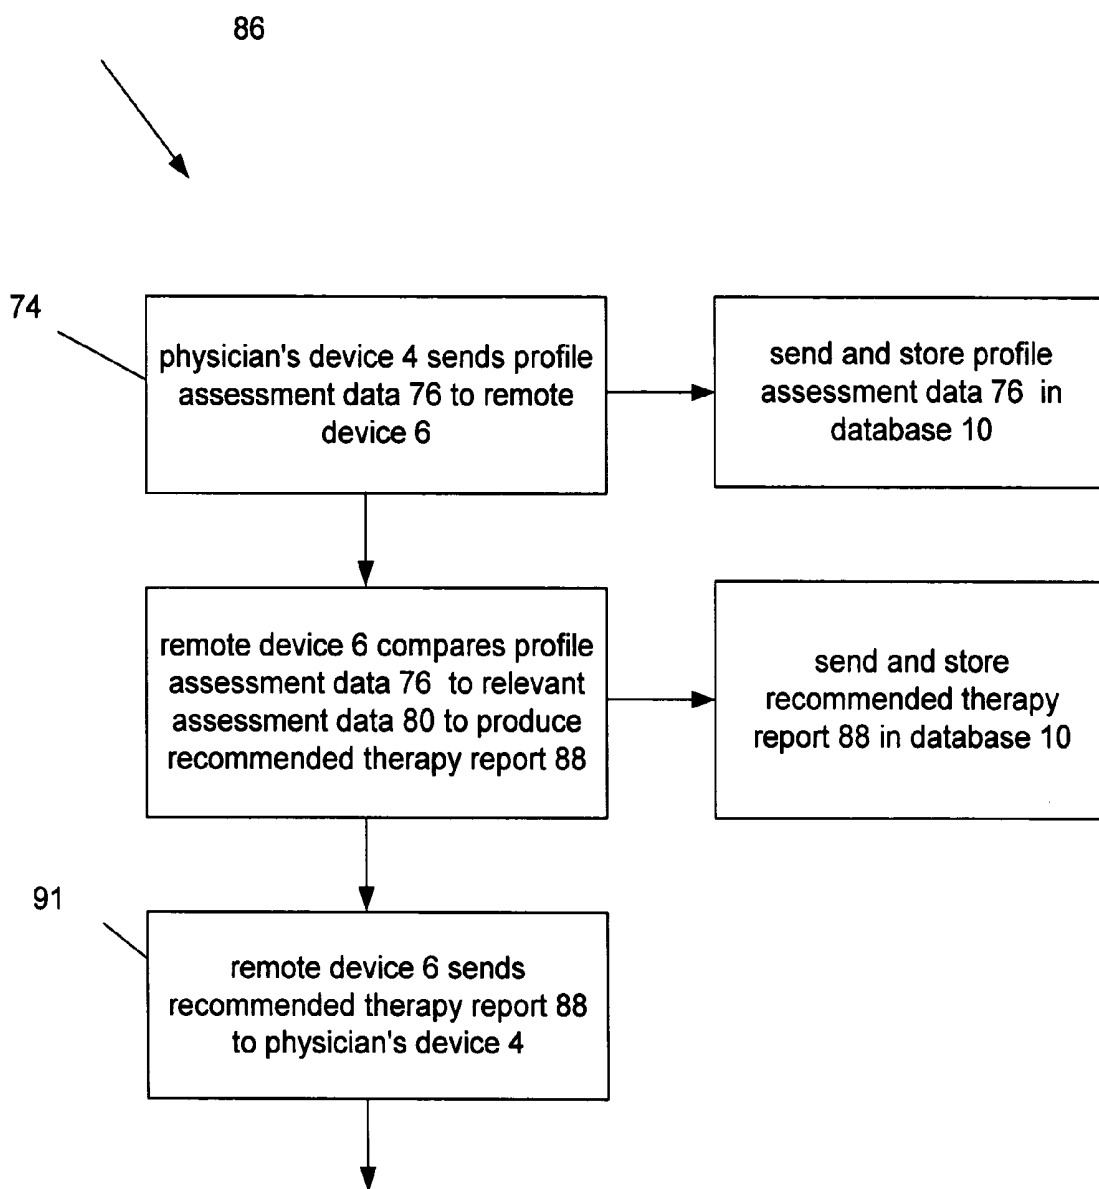 86
74
physician's device 4 sends profile
assessment data 76 to remote
device 6
send and store profile
assessment data 76 in
database 10
remote device 6 compares profile
assessment data 76 to relevant
assessment data 80 to produce
recommended therapy report 88
send and store
recommended therapy
report 88 in database 10
91
remote device 6 sends
recommended therapy report 88
to physician's device 4